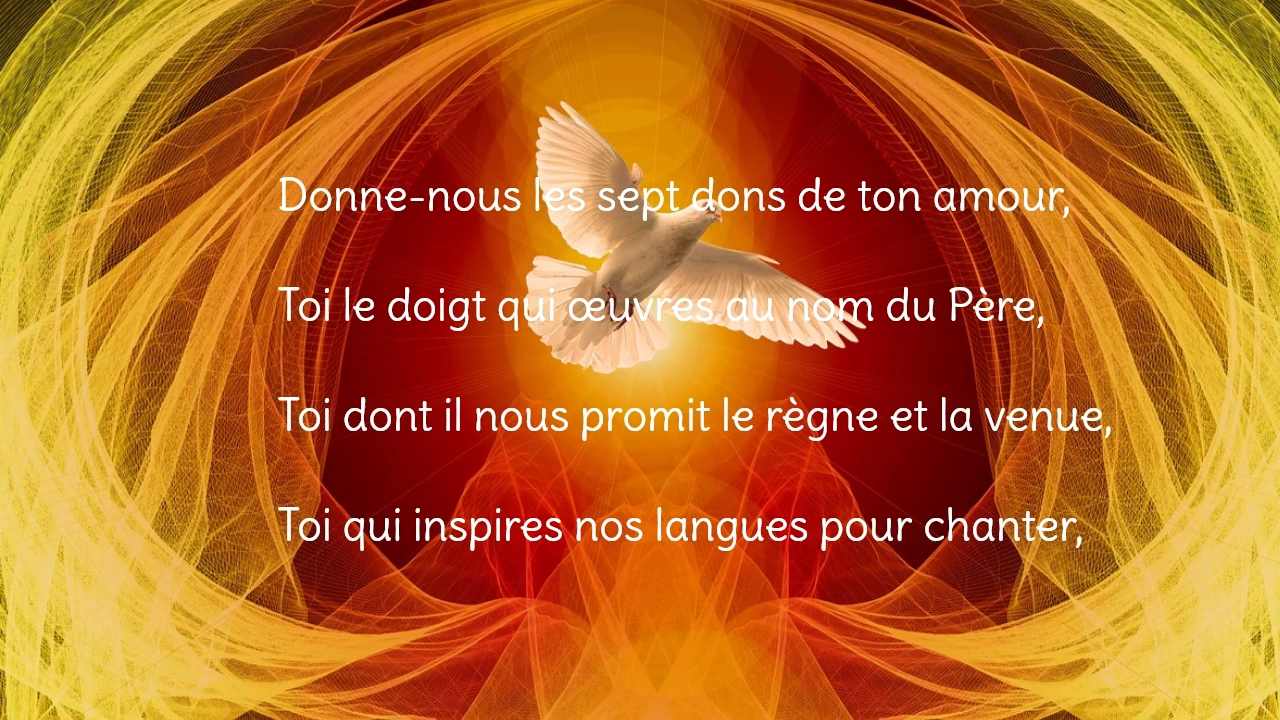 Donne-nous les sept dons de ton amour,
Toi le doigt qui œuvres au nom du Père,
Toi dont il nous promit le règne et la venue,
Toi qui inspires nos langues pour chanter,